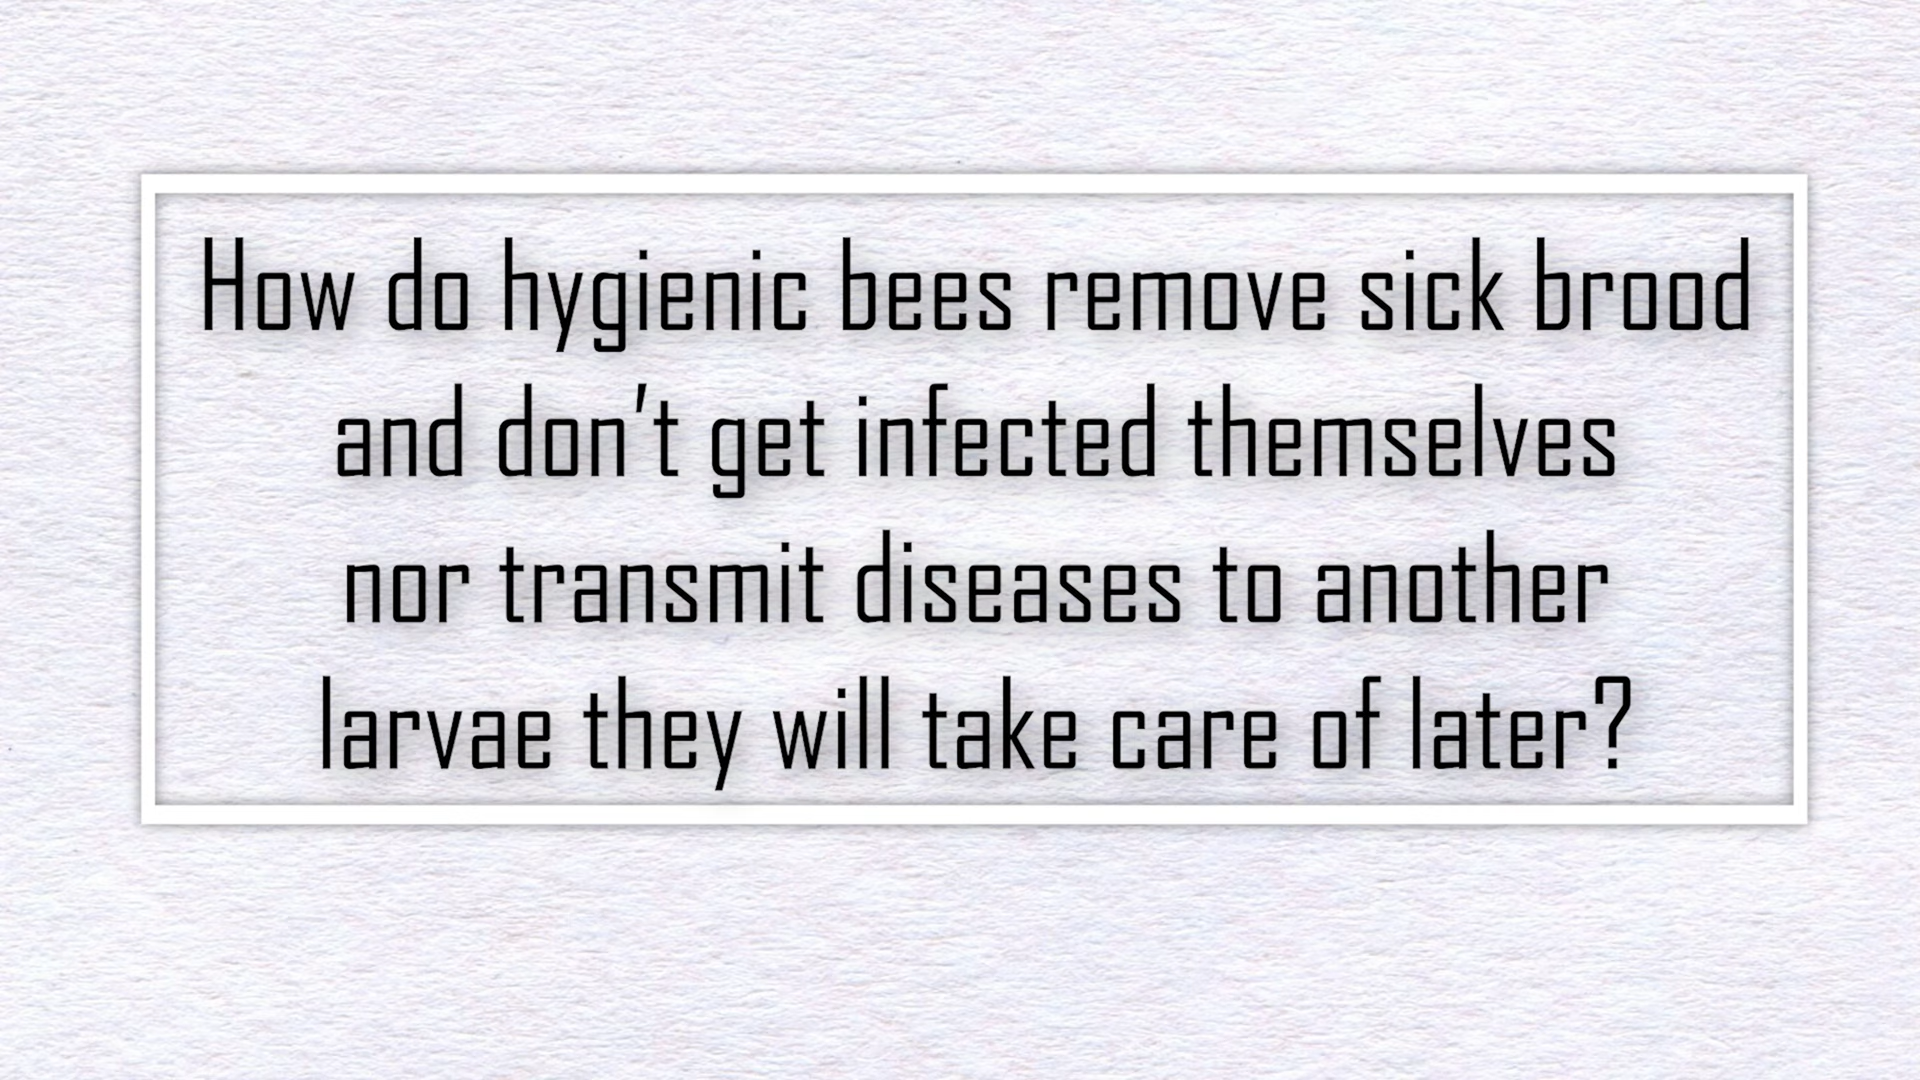 How do hygienic bees remove sick brood
and don't get infected themselves
nor transmit diseases to another
larvae they will take care of later?